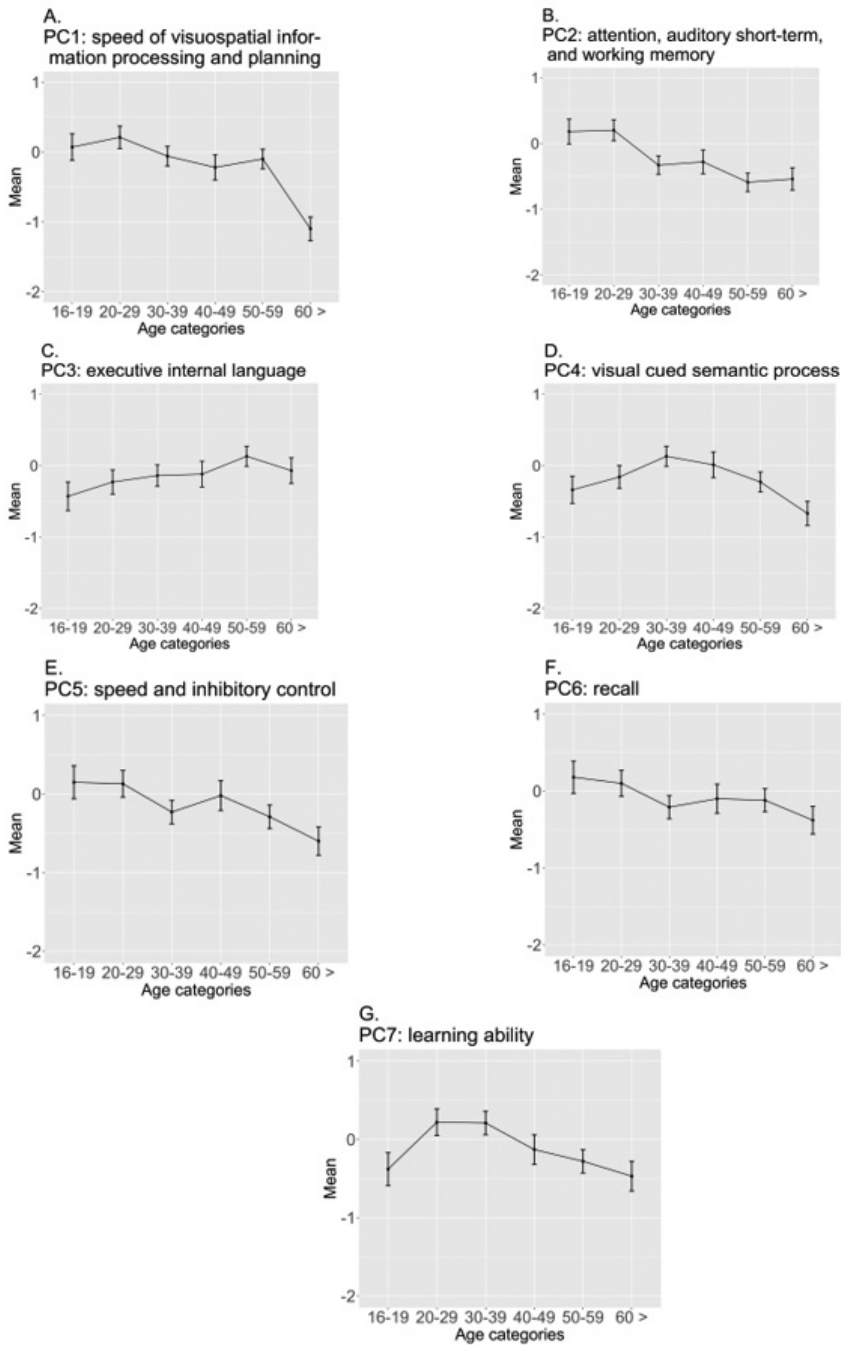 A.
PC1: speed of visuospatial infor-
mation processing and planning
1
0
-1
-2
Mean
16-19 20-29 30-39 40-49 50-59 60 >
Age categories
B.
PC2: attention, auditory short-term,
and working memory
1
0
-1
-2
Mean
16-19 20-29 30-39 40-49 50-59 60 >
Age categories
C.
PC3: executive internal language
1
0
-1
-2
Mean
16-19 20-29 30-39 40-49 50-59 60 >
Age categories
D.
PC4: visual cued semantic process
1
0
-1
-2
Mean
16-19 20-29 30-39 40-49 50-59 60 >
Age categories
E.
PC5: speed and inhibitory control
1
0
-1
-2
Mean
16-19 20-29 30-39 40-49 50-59 60 >
Age categories
F.
PC6: recall
1
0
-1
-2
Mean
16-19 20-29 30-39 40-49 50-59 60 >
Age categories
G.
PC7: learning ability
1
0
-1
-2
Mean
16-19 20-29 30-39 40-49 50-59 60 >
Age categories